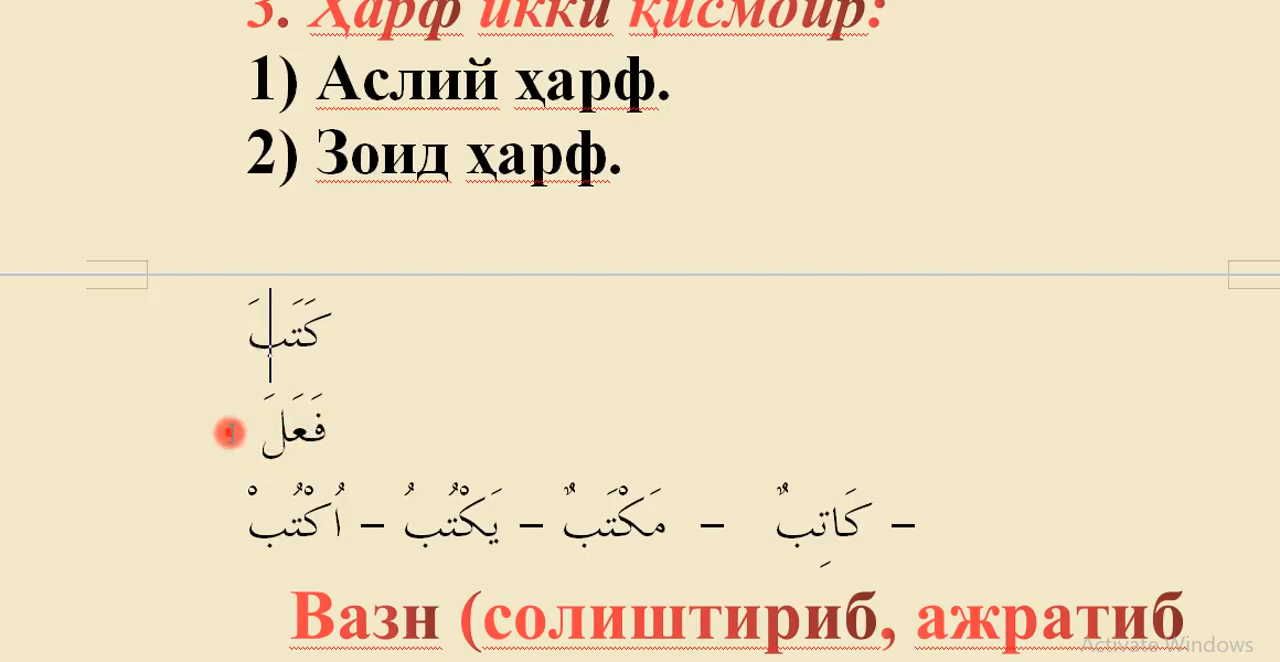 3. Ҳарф икки қисмдир:
1) Аслий ҳарф.
2) Зоид ҳарф.
كَتَبَ
فَعَلَ
– كَاتِبٌ – مَكْتَبٌ – يَكْتُبُ – اُكْتُبْ
Вазн (солиштириб, ажратиб
Activate Windows